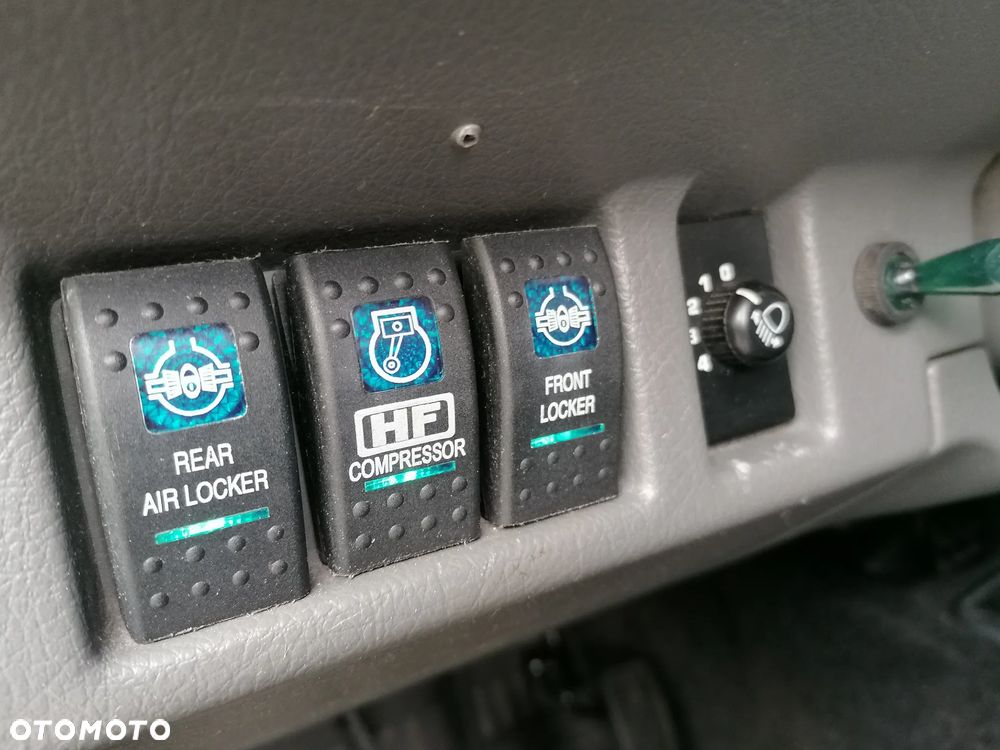 REAR
AIR LOCKER
HF
COMPRESSOR
FRONT
LOCKER
0
1
2
3
4
OTOMOTO